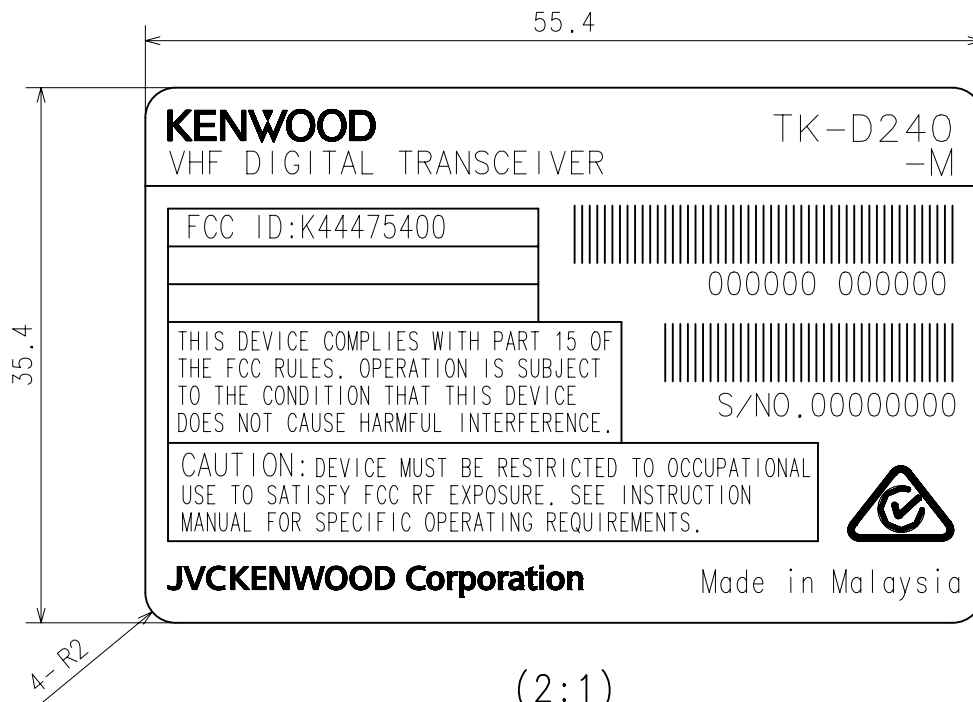 55.4
KENWOOD
TK-D240
VHF DIGITAL TRANSCEIVER
-M
FCC ID:K44475400
000000 000000
35.4
THIS DEVICE COMPLIES WITH PART 15 OF
THE FCC RULES. OPERATION IS SUBJECT
TO THE CONDITION THAT THIS DEVICE
DOES NOT CAUSE HARMFUL INTERFERENCE.
S/NO.00000000
CAUTION: DEVICE MUST BE RESTRICTED TO OCCUPATIONAL
USE TO SATISFY FCC RF EXPOSURE. SEE INSTRUCTION
MANUAL FOR SPECIFIC OPERATING REQUIREMENTS.
JVCKENWOOD Corporation
Made in Malaysia
4-R2
(2:1)